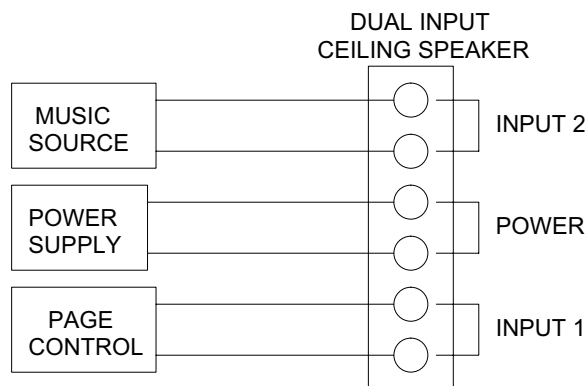 DUAL INPUT
CEILING SPEAKER
MUSIC
SOURCE
INPUT 2
POWER
SUPPLY
POWER
PAGE
CONTROL
INPUT 1